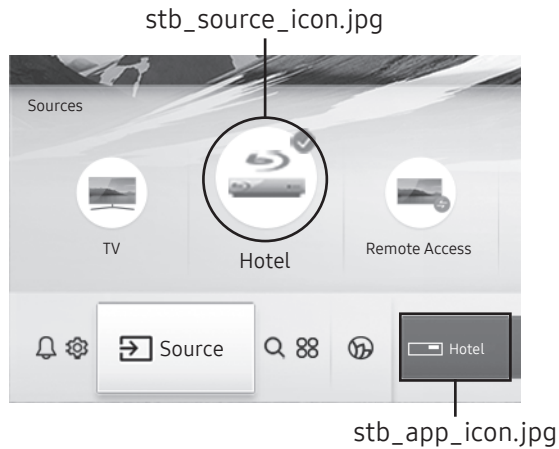 stb_source_icon.jpg
Sources
TV
Hotel
Remote Access
Source
Hotel
stb_app_icon.jpg